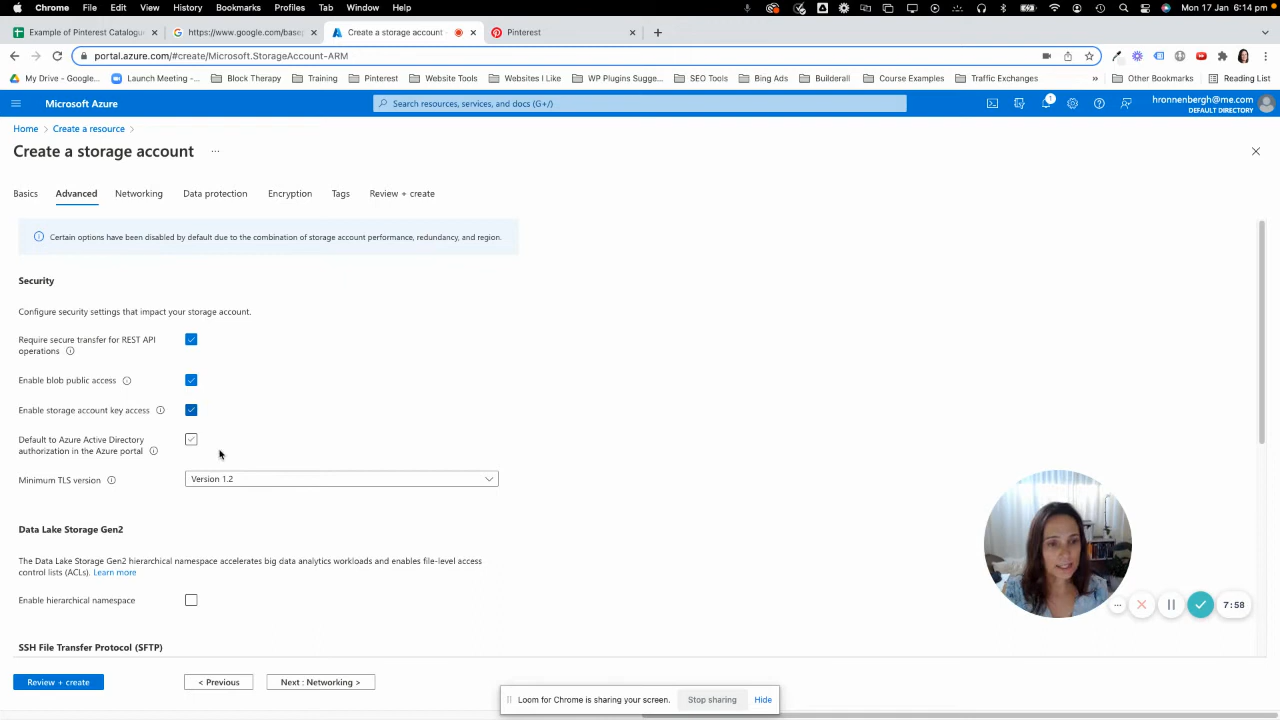 Chrome File Edit View History Bookmarks Profiles Tab Window Help Mon 17 Jan 6:14 pm
Example of Pinterest Catalogue
https://www.google.com/basep
Create a storage account -
Pinterest
portal.azure.com/#create/Microsoft.StorageAccount-ARM
My Drive - Google... Launch Meeting -... Block Therapy Training Pinterest Website Tools Websites I Like WP Plugins Sugge... SEO Tools Bing Ads Builderall Course Examples Traffic Exchanges » Other Bookmarks Reading List
Microsoft Azure
Search resources, services, and docs (G+/)
1
hronnenbergh@me.com
DEFAULT DIRECTORY
Home > Create a resource >
Create a storage account ...
Basics Advanced Networking Data protection Encryption Tags Review + create
Certain options have been disabled by default due to the combination of storage account performance, redundancy, and region.
Security
Configure security settings that impact your storage account.
Require secure transfer for REST API
operations
Enable blob public access
Enable storage account key access
Default to Azure Active Directory
authorization in the Azure portal
Minimum TLS version
Version 1.2
Data Lake Storage Gen2
The Data Lake Storage Gen2 hierarchical namespace accelerates big data analytics workloads and enables file-level access
control lists (ACLs). Learn more
Enable hierarchical namespace
7:58
SSH File Transfer Protocol (SFTP)
Review + create
< Previous
Next : Networking >
Loom for Chrome is sharing your screen.
Stop sharing
Hide